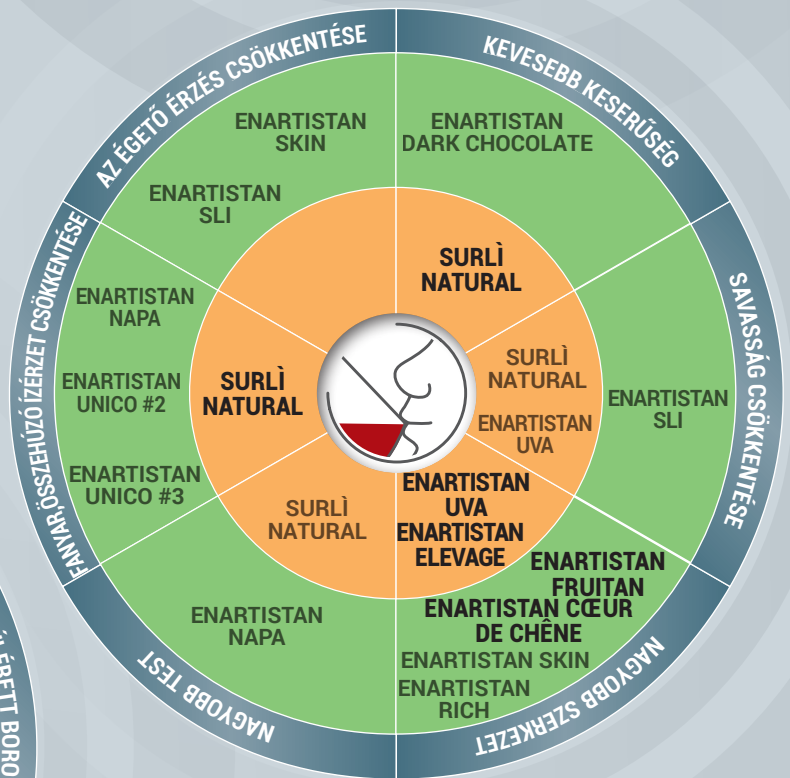 AZ ÉGETŐ ÉRZÉS CSÖKKENTÉSE
ENARTISTAN
SKIN
ENARTISTAN
SLI
KEVESEBB KESERŰSÉG
ENARTISTAN
DARK CHOCOLATE
SURLÌ
NATURAL
SAVASSÁG CSÖKKENTÉSE
ENARTISTAN
SLI
SURLÌ
NATURAL
ENARTISTAN
UVA
NAGYOBB SZERKEZET
ENARTISTAN
UVA
ENARTISTAN
ELEVAGE
ENARTISTAN
FRUITAN
ENARTISTAN CŒUR
DE CHÊNE
ENARTISTAN SKIN
ENARTISTAN
RICH
NAGYOBB TEST
SURLÌ
NATURAL
ENARTISTAN
NAPA
FANYAR,ÖSSZEHÚZÓ ÍZÉRZET CSÖKKENTÉSE
ENARTISTAN
NAPA
ENARTISTAN
UNICO #2
ENARTISTAN
UNICO #3
SURLÌ
NATURAL